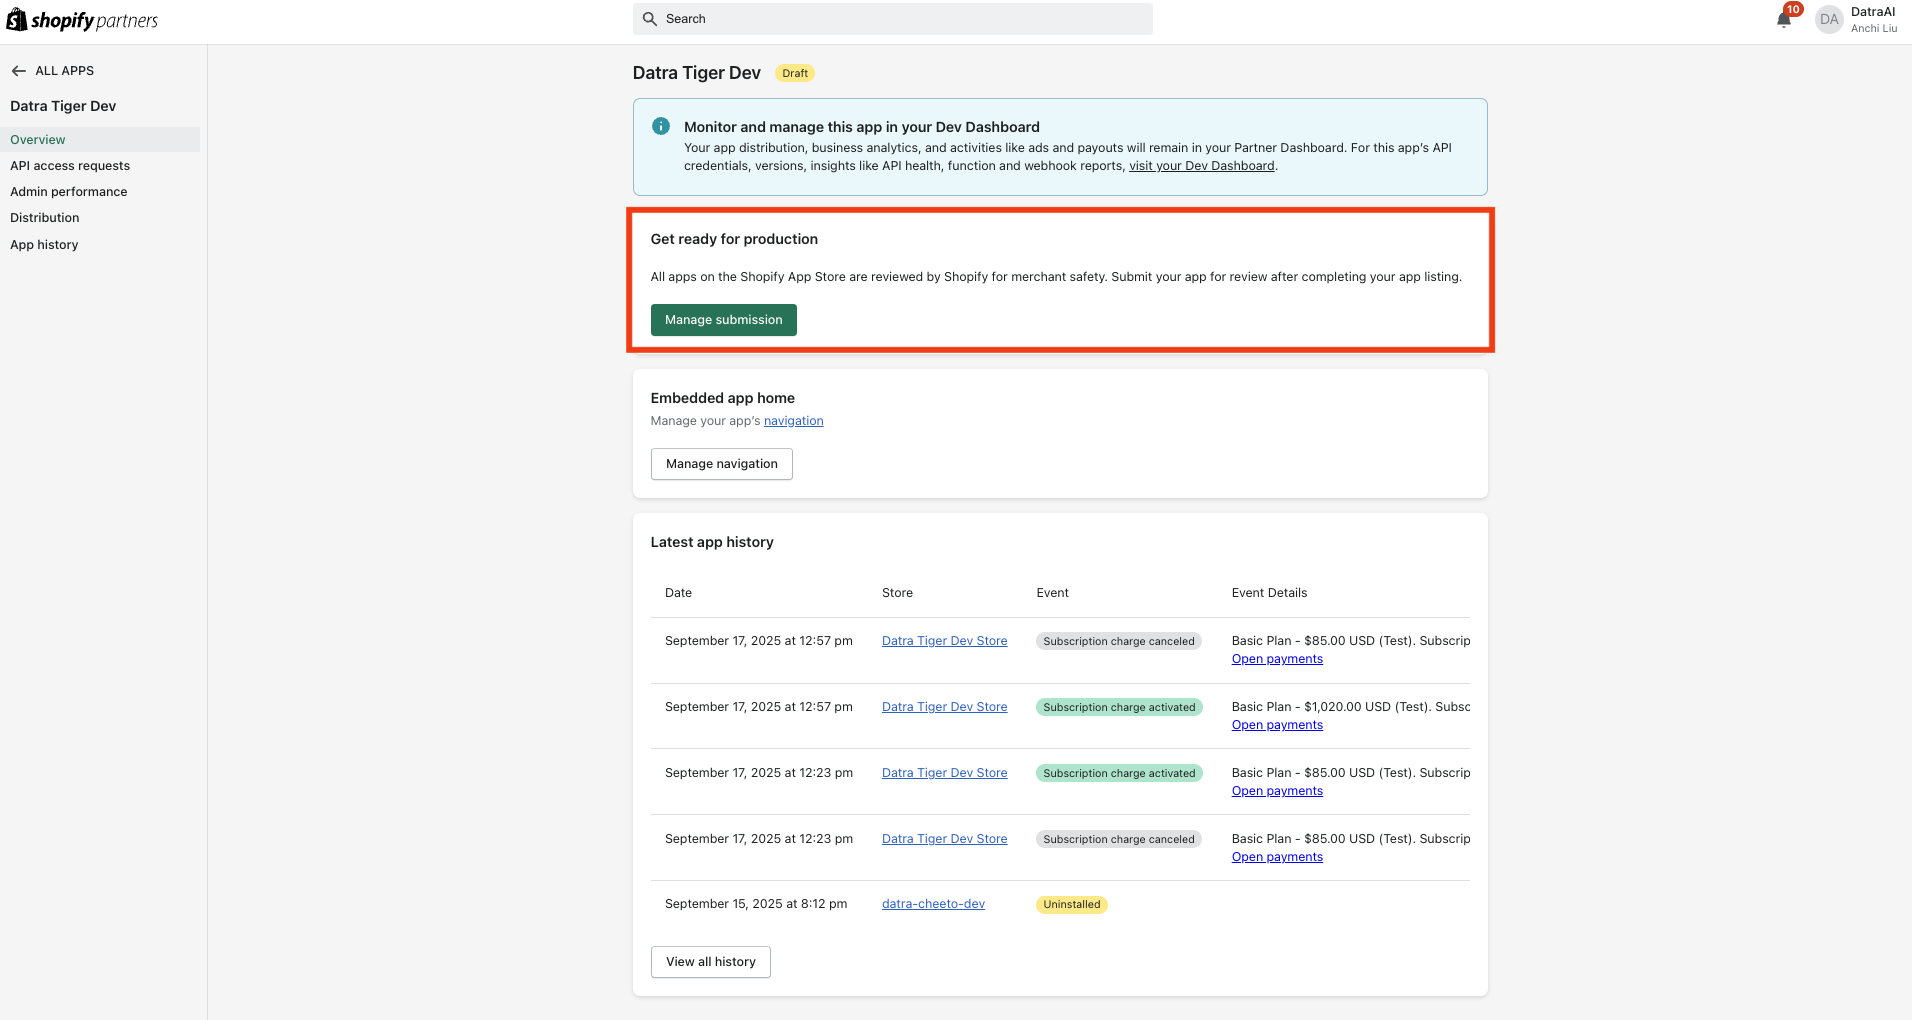 shopify partners
Search
10
DA
DatraAI
Anchi Liu
ALL APPS
Datra Tiger Dev
Overview
API access requests
Admin performance
Distribution
App history
Datra Tiger Dev Draft
Monitor and manage this app in your Dev Dashboard
Your app distribution, business analytics, and activities like ads and payouts will remain in your Partner Dashboard. For this app's API
credentials, versions, insights like API health, function and webhook reports, visit your Dev Dashboard.
Get ready for production
All apps on the Shopify App Store are reviewed by Shopify for merchant safety. Submit your app for review after completing your app listing.
Manage submission
Embedded app home
Manage your app's navigation
Manage navigation
Latest app history
Date Store Event Event Details
September 17, 2025 at 12:57 pm Datra Tiger Dev Store Subscription charge canceled Basic Plan - $85.00 USD (Test). Subscrip
Open payments
September 17, 2025 at 12:57 pm Datra Tiger Dev Store Subscription charge activated Basic Plan - $1,020.00 USD (Test). Subsc
Open payments
September 17, 2025 at 12:23 pm Datra Tiger Dev Store Subscription charge activated Basic Plan - $85.00 USD (Test). Subscrip
Open payments
September 17, 2025 at 12:23 pm Datra Tiger Dev Store Subscription charge canceled Basic Plan - $85.00 USD (Test). Subscrip
Open payments
September 15, 2025 at 8:12 pm datra-cheeto-dev Uninstalled
View all history